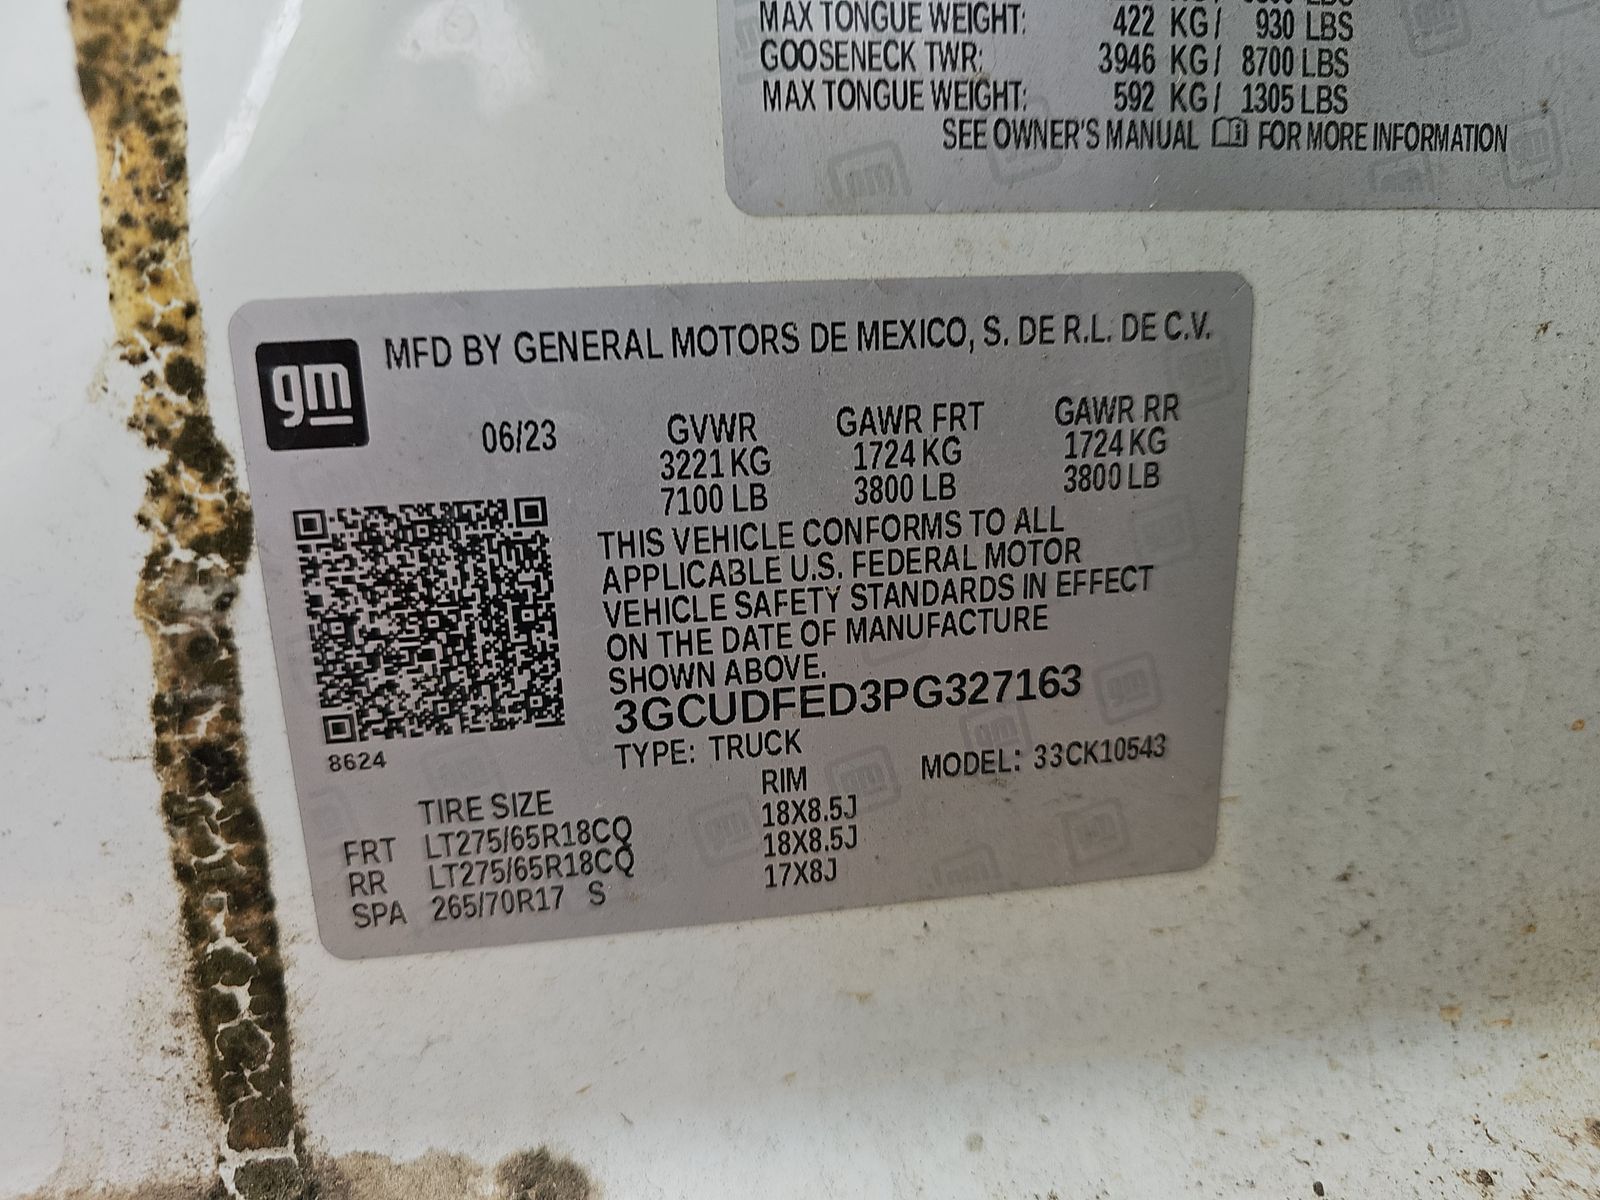 MAX TONGUE WEIGHT: 422 KG/ 930 LBS
GOOSENECK TWR: 3946 KG/ 8700 LBS
MAX TONGUE WEIGHT: 592 KG/ 1305 LBS
SEE OWNER'S MANUAL FOR MORE INFORMATION
gm
MFD BY GENERAL MOTORS DE MEXICO, S. DE R.L. DE C.V.
06/23 GVWR GAWR FRT GAWR RR
3221 KG 1724 KG 1724 KG
7100 LB 3800 LB 3800 LB
THIS VEHICLE CONFORMS TO ALL
APPLICABLE U.S. FEDERAL MOTOR
VEHICLE SAFETY STANDARDS IN EFFECT
ON THE DATE OF MANUFACTURE
SHOWN ABOVE.
3GCUDFED3PG327163
8624
TYPE: TRUCK MODEL: 33CK10543
TIRE SIZE RIM
FRT LT275/65R18CQ 18X8.5J
RR LT275/65R18CQ 18X8.5J
SPA 265/70R17 S 17X8J